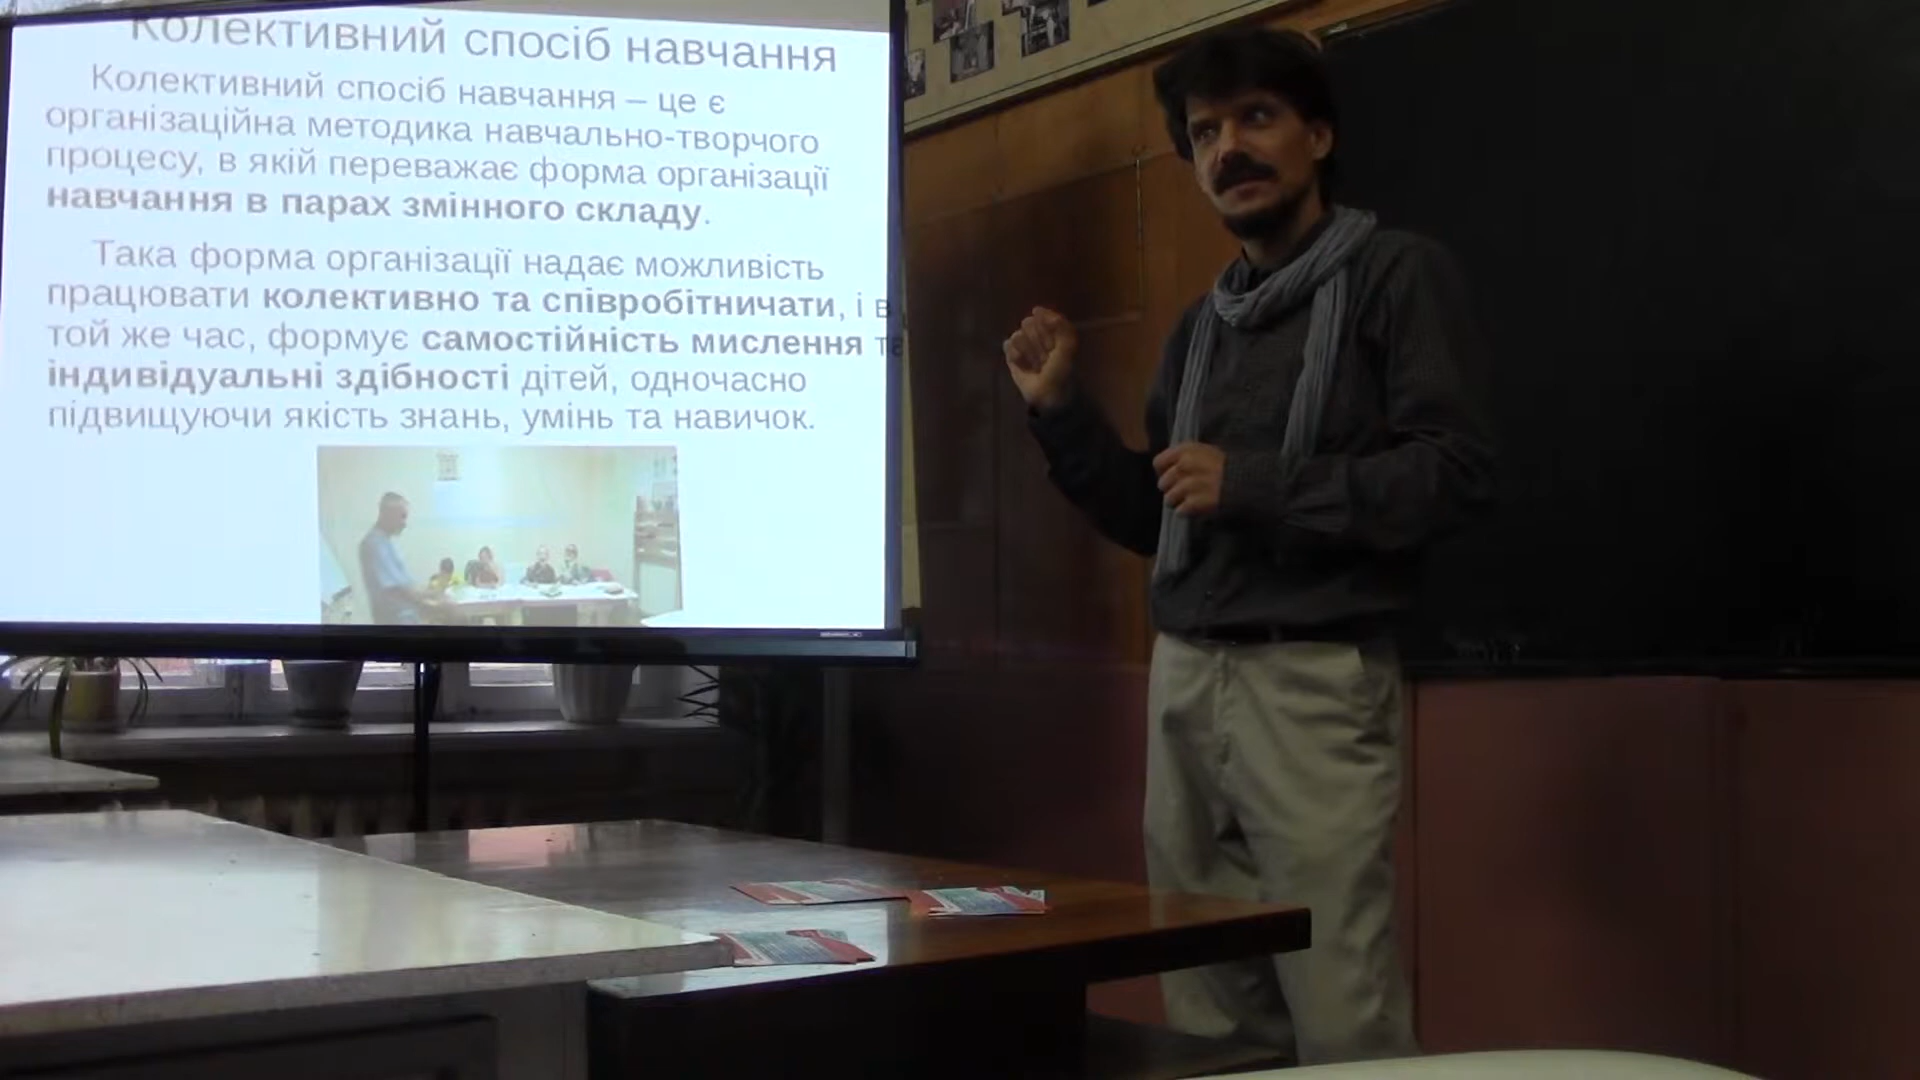 Колективний спосіб навчання
Колективний спосіб навчання – це є
організаційна методика навчально-творчого
процесу, в якій переважає форма організації
навчання в парах змінного складу.
Така форма організації надає можливість
працювати колективно та співробітничати, і в
той же час, формує самостійність мислення та
індивідуальні здібності дітей, одночасно
підвищуючи якість знань, умінь та навичок.